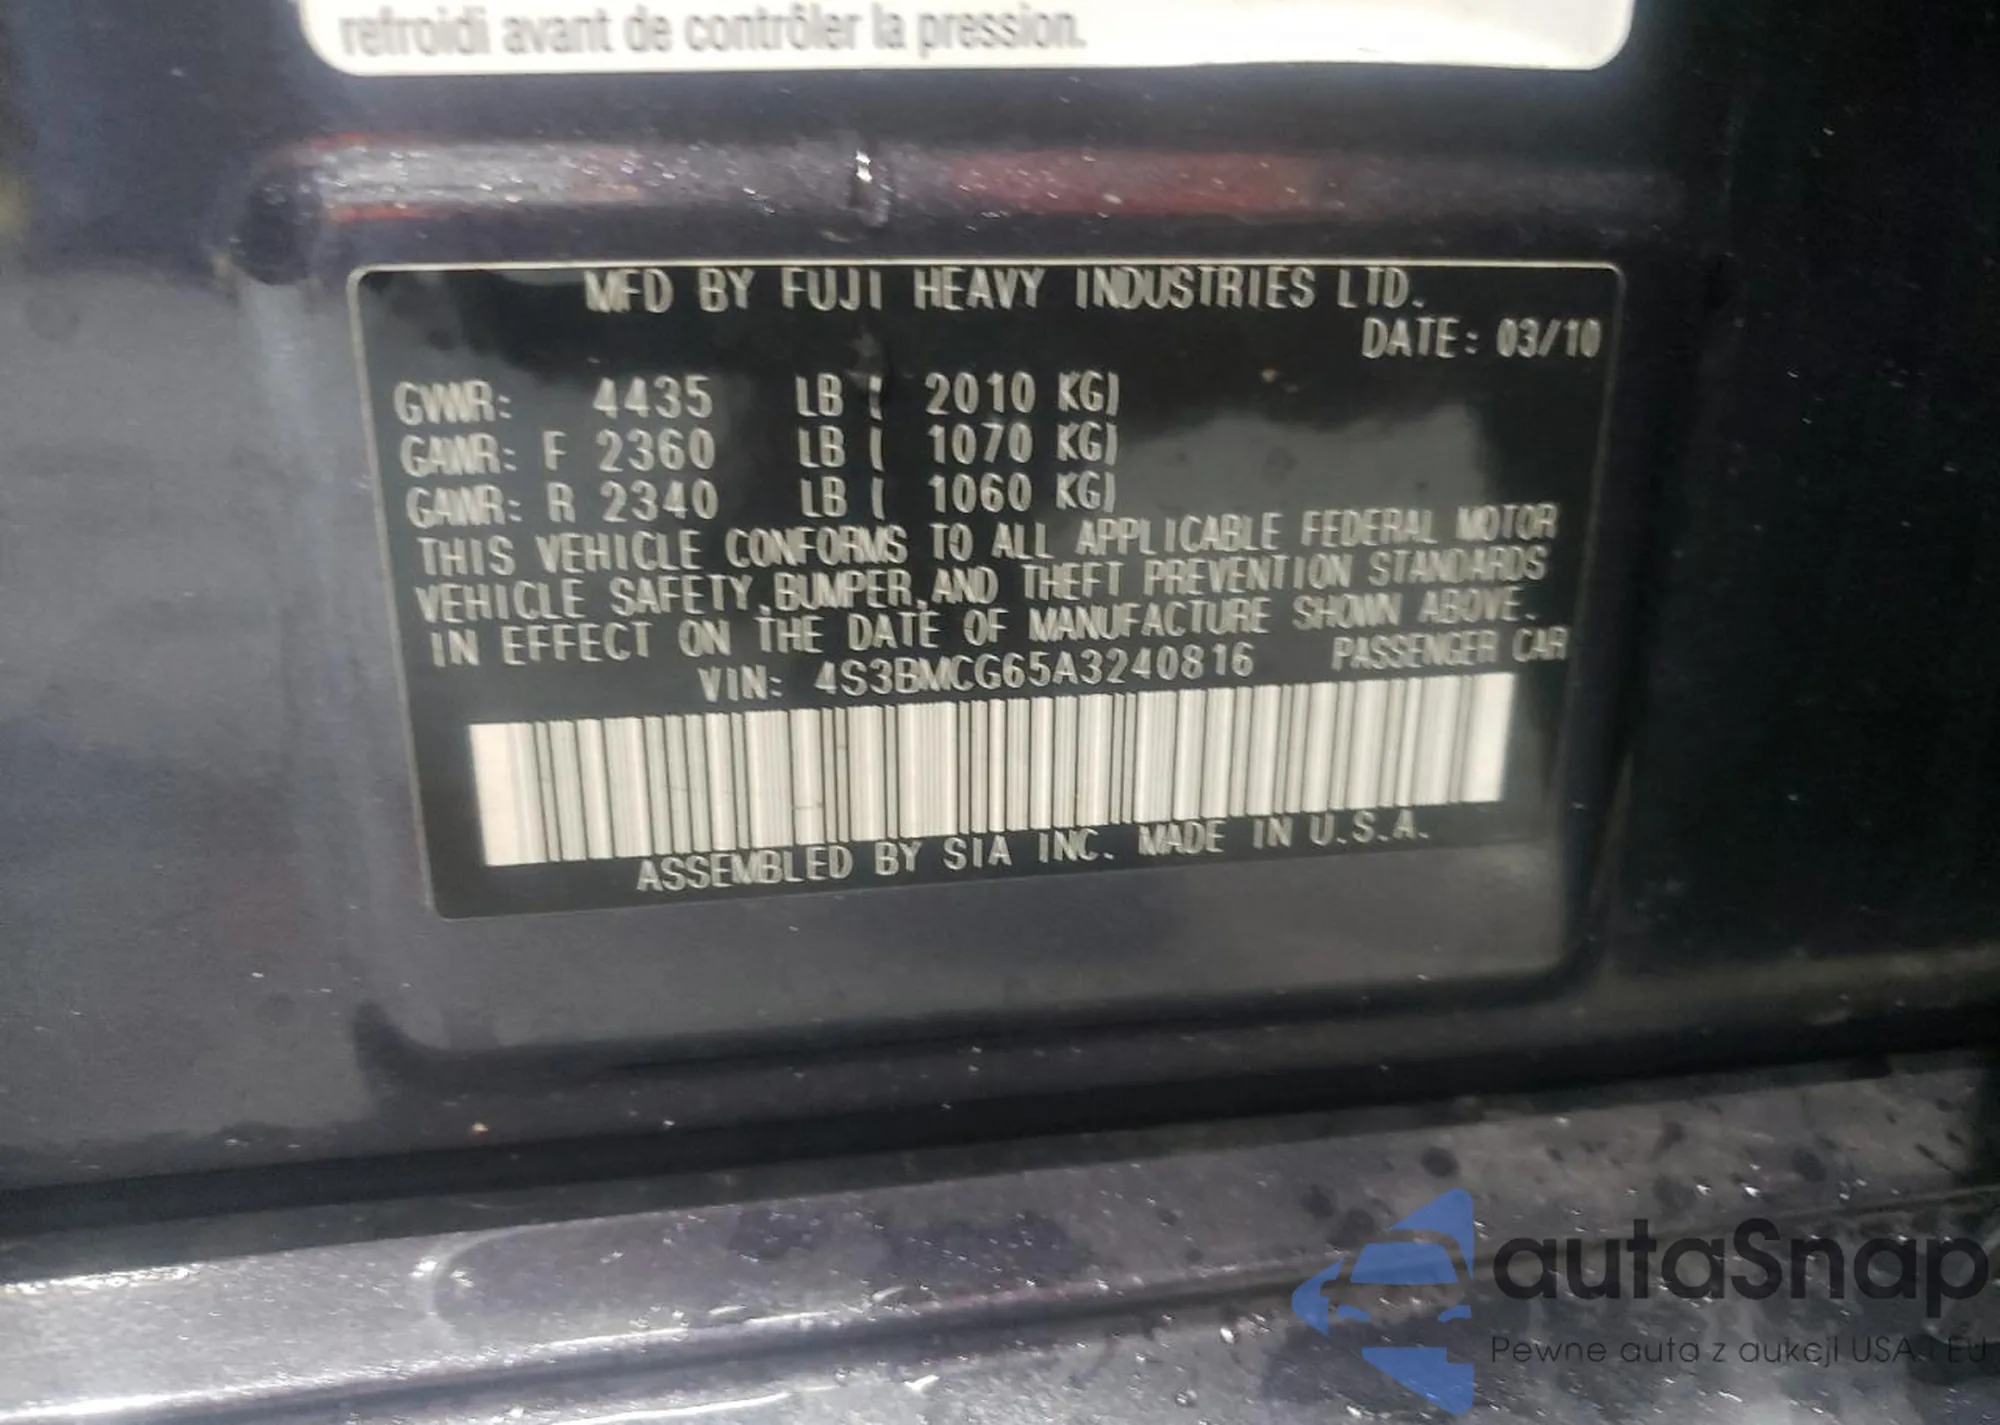 refroidi avant de contrôler la pression.
MFD BY FUJI HEAVY INDUSTRIES LTD.
DATE: 03/10
GVWR: 4435 LB ( 2010 KG)
GAWR: F 2360 LB ( 1070 KG)
GAWR: R 2340 LB ( 1060 KG)
THIS VEHICLE CONFORMS TO ALL APPLICABLE FEDERAL MOTOR
VEHICLE SAFETY,BUMPER,AND THEFT PREVENTION STANDARDS
IN EFFECT ON THE DATE OF MANUFACTURE SHOWN ABOVE.
VIN: 4S3BMCG65A3240816 PASSENGER CAR
ASSEMBLED BY SIA INC. MADE IN U.S.A.
autaSnap
Pewne auta z aukcji USA i EU